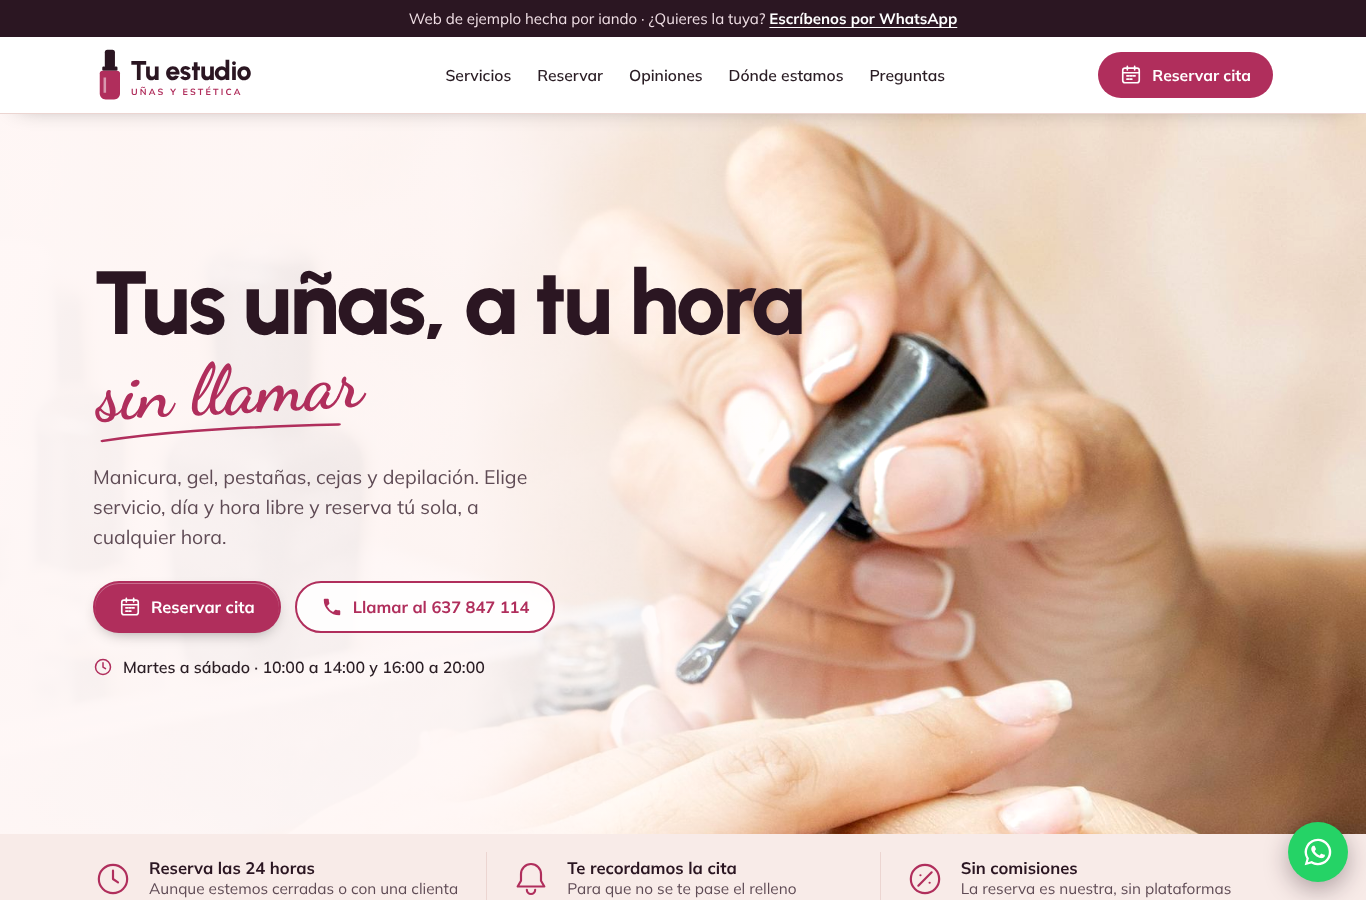 Web de ejemplo hecha por iando · ¿Quieres la tuya? Escríbenos por WhatsApp
Tu estudio
UÑAS Y ESTÉTICA
Servicios
Reservar
Opiniones
Dónde estamos
Preguntas
Reservar cita
Tus uñas, a tu hora
sin llamar
Manicura, gel, pestañas, cejas y depilación. Elige
servicio, día y hora libre y reserva tú sola, a
cualquier hora.
Reservar cita
Llamar al 637 847 114
Martes a sábado · 10:00 a 14:00 y 16:00 a 20:00
Reserva las 24 horas
Aunque estemos cerradas o con una clienta
Te recordamos la cita
Para que no se te pase el relleno
Sin comisiones
La reserva es nuestra, sin plataformas